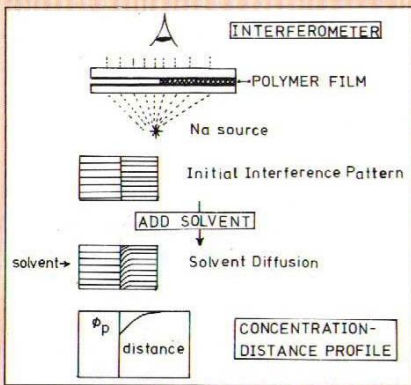 INTERFEROMETER
POLYMER FILM
Na source
Initial Interference Pattern
ADD SOLVENT
solvent→
Solvent Diffusion
ϕp
distance
CONCENTRATION-
DISTANCE PROFILE